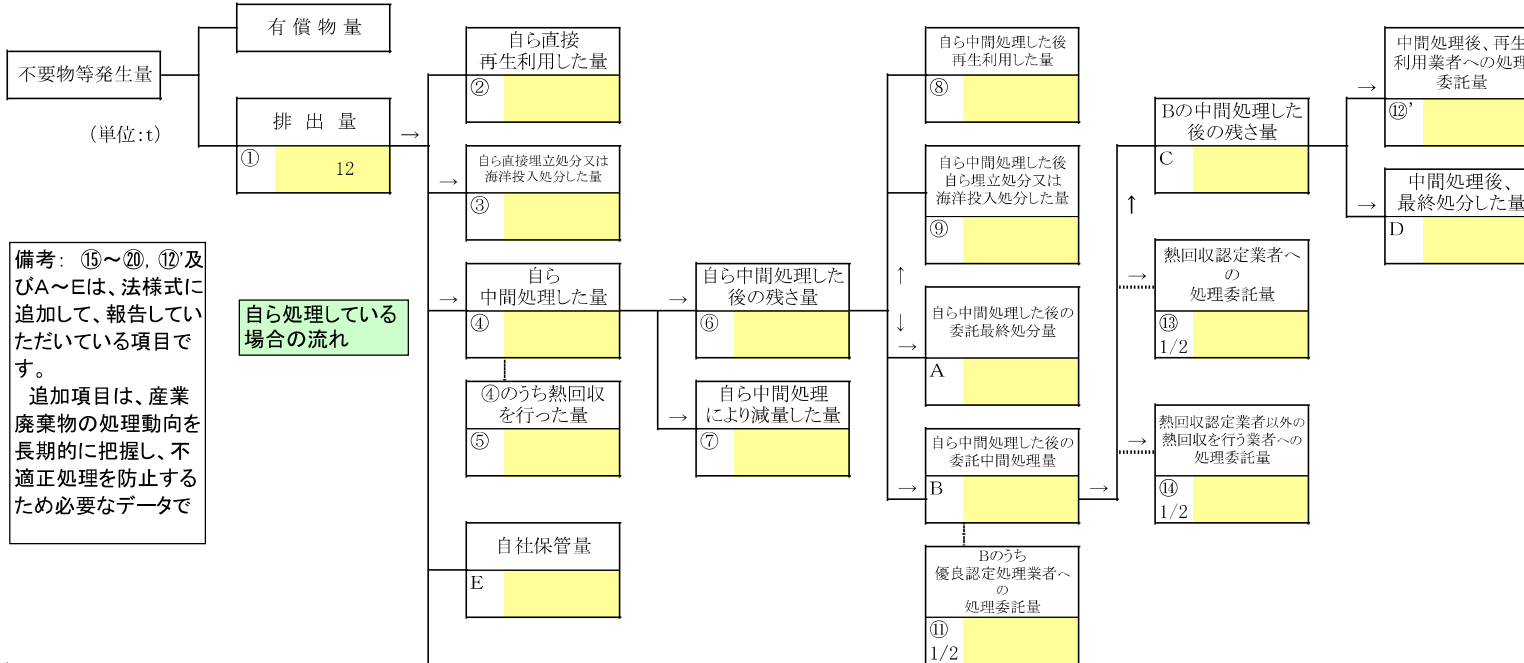 有 償 物 量
不要物等発生量
排 出 量
(単位:t)
①
12
→
自ら直接
再生利用した量
②
→
自ら直接埋立処分又は
海洋投入処分した量
③
→
自ら
中間処理した量
④
④のうち熱回収
を行った量
⑤
自社保管量
E
備考: ⑮~⑳, ⑫'及
びA~Eは、法様式に
追加して、報告してい
ただいている項目で
す。
追加項目は、産業
廃棄物の処理動向を
長期的に把握し、不
適正処理を防止する
ため必要なデータで
自ら処理している
場合の流れ
→
自ら中間処理した
後の残さ量
⑥
→
自ら中間処理
により減量した量
⑦
自ら中間処理した後
再生利用した量
⑧
自ら中間処理した後
自ら埋立処分又は
海洋投入処分した量
⑨
↑
↓
→
自ら中間処理した後の
委託最終処分量
A
→
自ら中間処理した後の
委託中間処理量
B
→
Bのうち
優良認定処理業者へ
の
処理委託量
⑪
1/2
↑
Bの中間処理した
後の残さ量
C
→
熱回収認定業者へ
の
処理委託量
⑬
1/2
→
熱回収認定業者以外の
熱回収を行う業者への
処理委託量
⑭
1/2
→
中間処理後、再生
利用業者への処理
委託量
⑫'
→
中間処理後、
最終処分した量
D